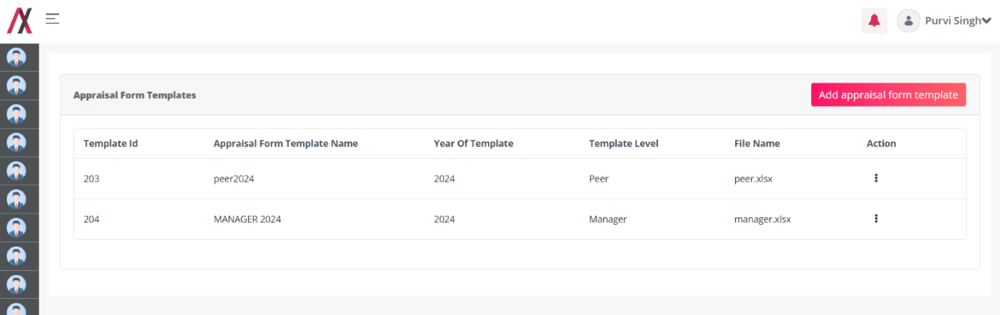 Purvi Singh
Appraisal Form Templates
Add appraisal form template
Template Id Appraisal Form Template Name Year Of Template Template Level File Name Action
203 peer2024 2024 Peer peer.xlsx
204 MANAGER 2024 2024 Manager manager.xlsx